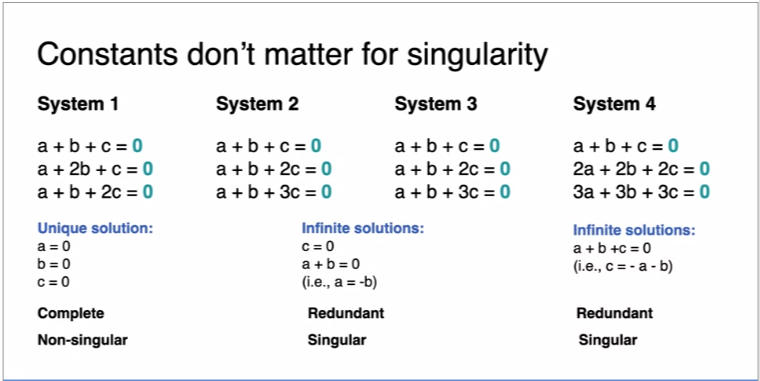 Constants don't matter for singularity
System 1
a + b + c = 0
a + 2b + c = 0
a + b + 2c = 0
System 2
a + b + c = 0
a + b + 2c = 0
a + b + 3c = 0
System 3
a + b + c = 0
a + b + 2c = 0
a + b + 3c = 0
System 4
a + b + c = 0
2a + 2b + 2c = 0
3a + 3b + 3c = 0
Unique solution:
a = 0
b = 0
c = 0
Complete
Non-singular
Infinite solutions:
c = 0
a + b = 0
(i.e., a = -b)
Redundant
Singular
Infinite solutions:
a + b +c = 0
(i.e., c = - a - b)
Redundant
Singular